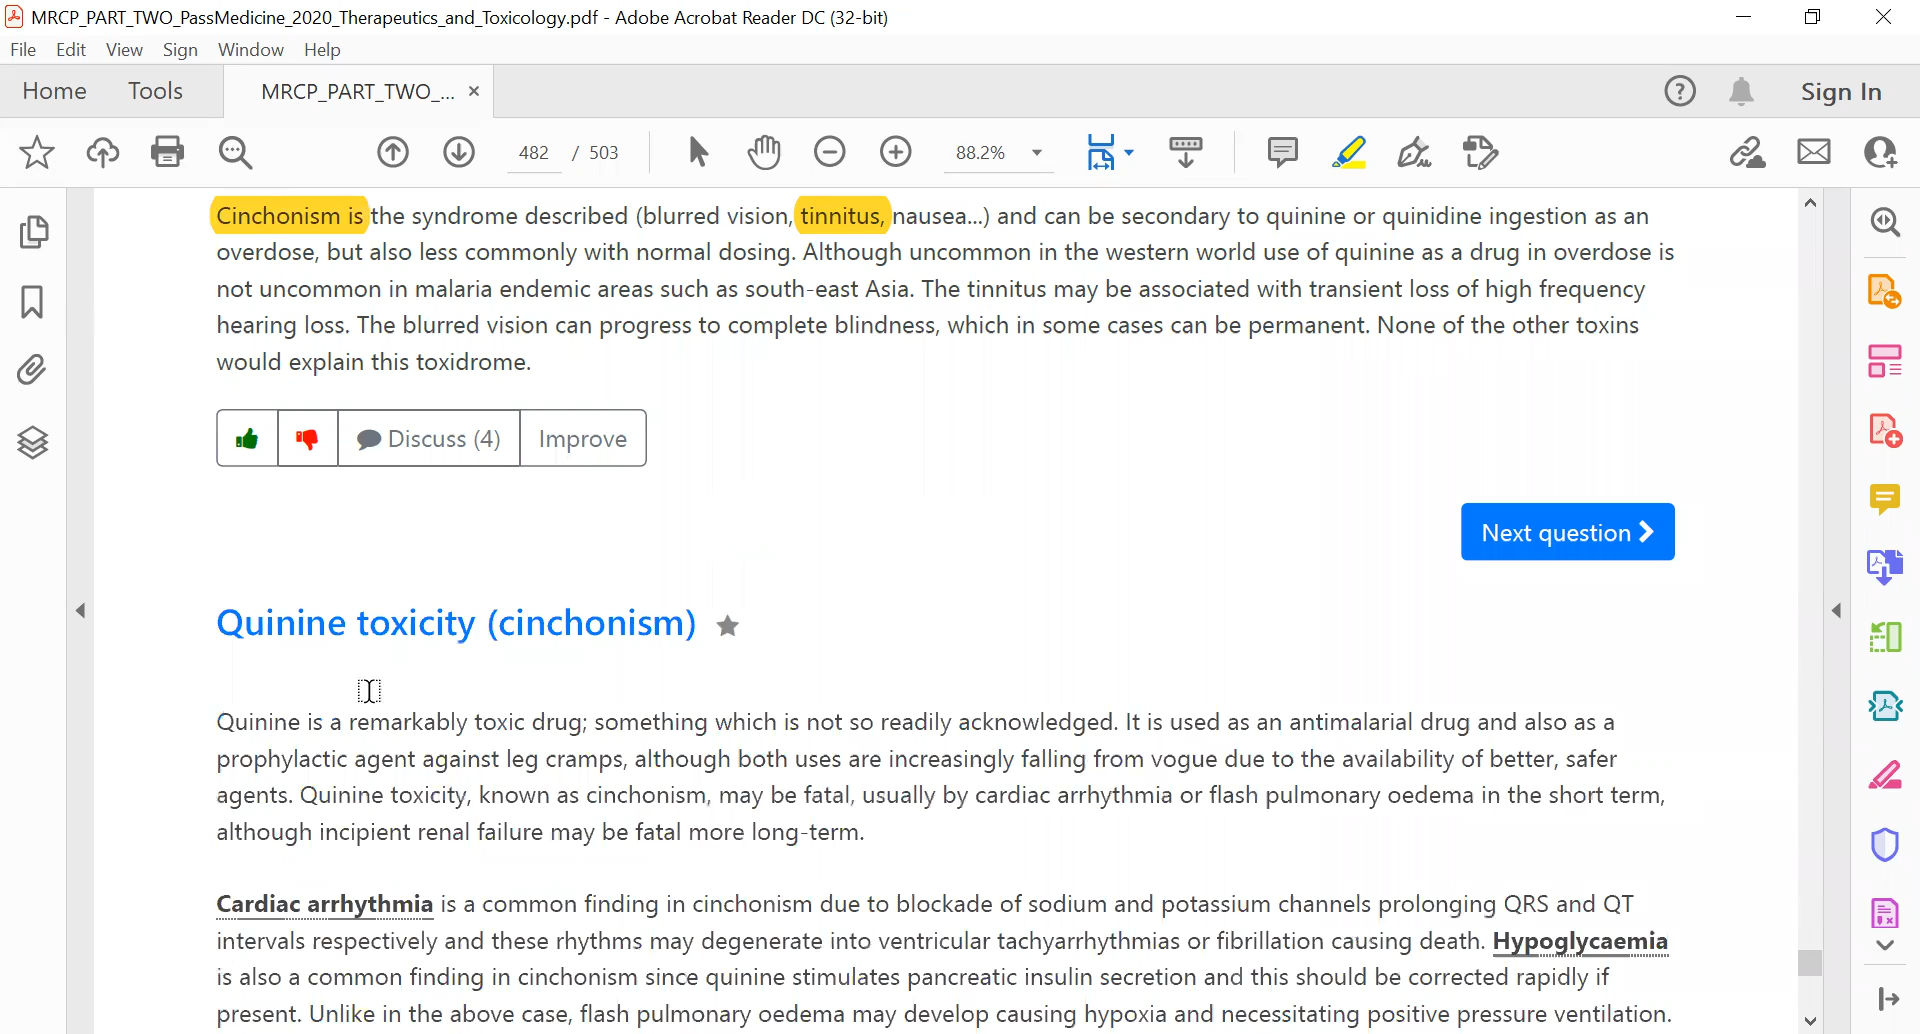 MRCP_PART_TWO_PassMedicine_2020_Therapeutics_and_Toxicology.pdf - Adobe Acrobat Reader DC (32-bit)
File Edit View Sign Window Help
Home Tools MRCP_PART_TWO_... × Sign In
482 / 503 88.2%
Cinchonism is the syndrome described (blurred vision, tinnitus, nausea...) and can be secondary to quinine or quinidine ingestion as an
overdose, but also less commonly with normal dosing. Although uncommon in the western world use of quinine as a drug in overdose is
not uncommon in malaria endemic areas such as south-east Asia. The tinnitus may be associated with transient loss of high frequency
hearing loss. The blurred vision can progress to complete blindness, which in some cases can be permanent. None of the other toxins
would explain this toxidrome.
Discuss (4) Improve
Next question
Quinine toxicity (cinchonism)
Quinine is a remarkably toxic drug; something which is not so readily acknowledged. It is used as an antimalarial drug and also as a
prophylactic agent against leg cramps, although both uses are increasingly falling from vogue due to the availability of better, safer
agents. Quinine toxicity, known as cinchonism, may be fatal, usually by cardiac arrhythmia or flash pulmonary oedema in the short term,
although incipient renal failure may be fatal more long-term.
Cardiac arrhythmia is a common finding in cinchonism due to blockade of sodium and potassium channels prolonging QRS and QT
intervals respectively and these rhythms may degenerate into ventricular tachyarrhythmias or fibrillation causing death. Hypoglycaemia
is also a common finding in cinchonism since quinine stimulates pancreatic insulin secretion and this should be corrected rapidly if
present. Unlike in the above case, flash pulmonary oedema may develop causing hypoxia and necessitating positive pressure ventilation.